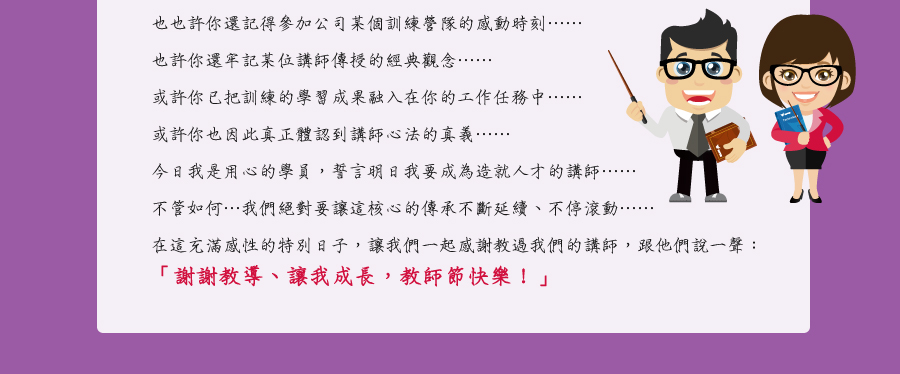 也也許你還記得參加公司某個訓練營隊的感動時刻⋯⋯
也許你還牢記某位講師傳授的經典觀念⋯⋯
或許你已把訓練的學習成果融入在你的工作任務中⋯⋯
或許你也因此真正體認到講師心法的真義⋯⋯
今日我是用心的學員，誓言明日我要成為造就人才的講師⋯⋯
不管如何⋯我們絕對要讓這核心的傳承不斷延續、不停滾動⋯⋯
在這充滿感性的特別日子，讓我們一起感謝教過我們的講師，跟他們說一聲：
「謝謝教導、讓我成長，教師節快樂！」